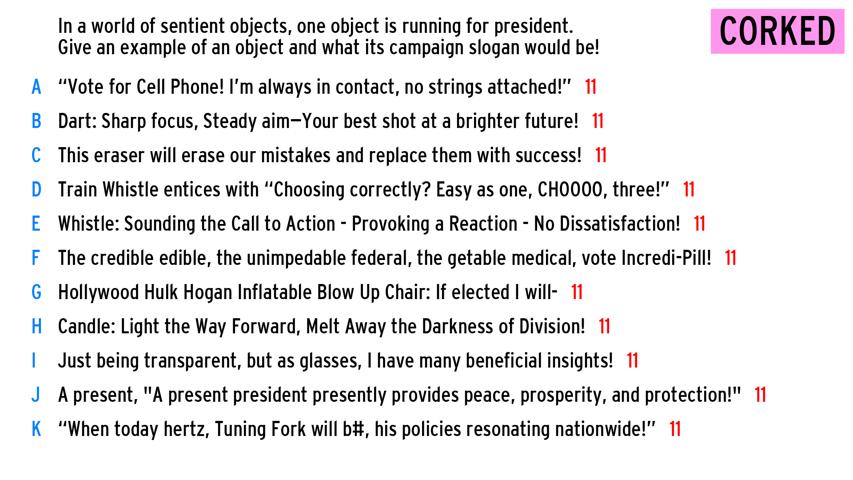 In a world of sentient objects, one object is running for president.
Give an example of an object and what its campaign slogan would be!
CORKED
A “Vote for Cell Phone! I’m always in contact, no strings attached!” 11
B Dart: Sharp focus, Steady aim—Your best shot at a brighter future! 11
C This eraser will erase our mistakes and replace them with success! 11
D Train Whistle entices with “Choosing correctly? Easy as one, CHOOOO, three!” 11
E Whistle: Sounding the Call to Action - Provoking a Reaction - No Dissatisfaction! 11
F The credible edible, the unimpedable federal, the getable medical, vote Incredi-Pill! 11
G Hollywood Hulk Hogan Inflatable Blow Up Chair: If elected I will- 11
H Candle: Light the Way Forward, Melt Away the Darkness of Division! 11
I Just being transparent, but as glasses, I have many beneficial insights! 11
J A present, "A present president presently provides peace, prosperity, and protection!" 11
K “When today hertz, Tuning Fork will b#, his policies resonating nationwide!” 11